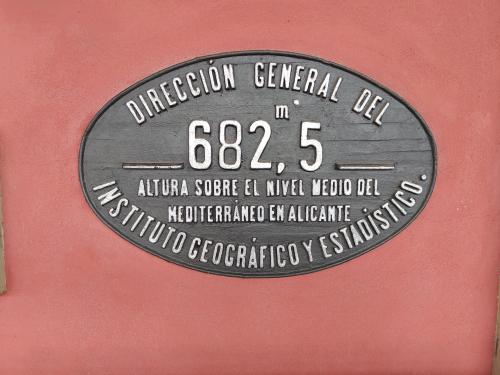 DIRECCIÓN GENERAL DEL
m
682,5
ALTURA SOBRE EL NIVEL MEDIO DEL
MEDITERRÁNEO EN ALICANTE
INSTITUTO GEOGRÁFICO Y ESTADÍSTICO.